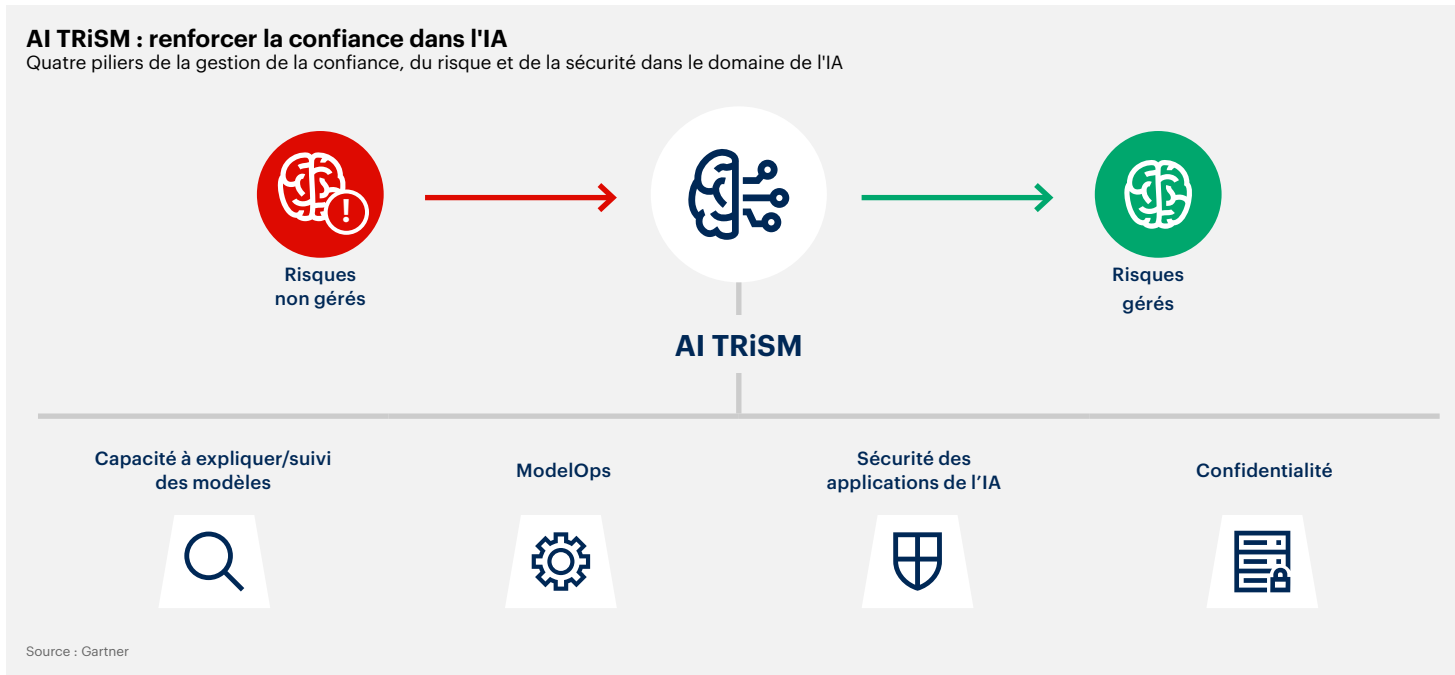 AI TRiSM : renforcer la confiance dans l'IA
Quatre piliers de la gestion de la confiance, du risque et de la sécurité dans le domaine de l'IA
!
Risques
non gérés
Risques
gérés
AI TRiSM
Capacité à expliquer/suivi
des modèles
ModelOps
Sécurité des
applications de l’IA
Confidentialité
Source : Gartner